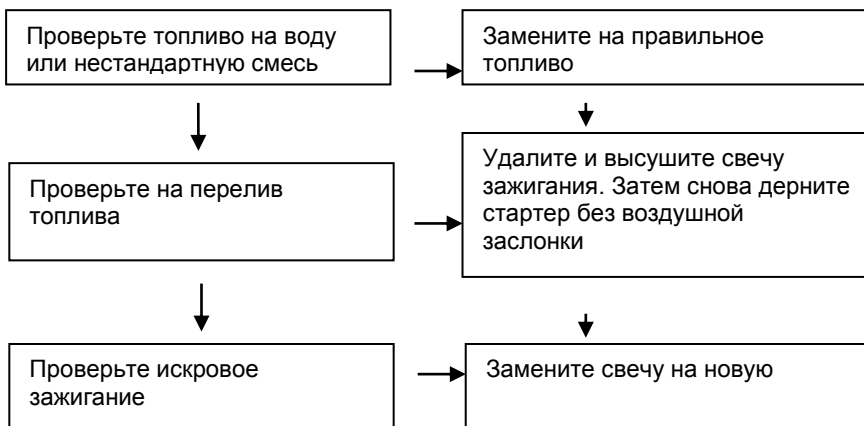 Проверьте топливо на воду
или нестандартную смесь
Замените на правильное
топливо
Проверьте на перелив
топлива
Удалите и высушите свечу
зажигания. Затем снова дерните
стартер без воздушной
заслонки
Проверьте искровое
зажигание
Замените свечу на новую